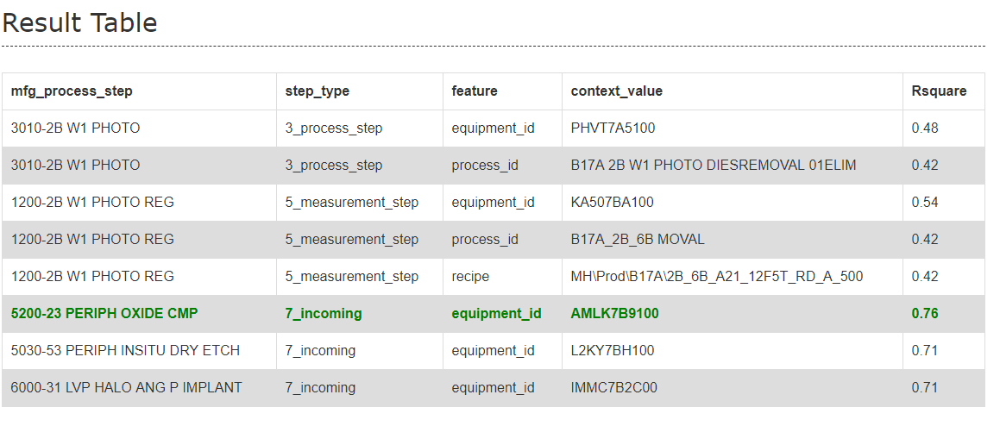 Result Table
mfg_process_step step_type feature context_value Rsquare
3010-2B W1 PHOTO 3_process_step equipment_id PHVT7A5100 0.48
3010-2B W1 PHOTO 3_process_step process_id B17A 2B W1 PHOTO DIESREMOVAL 01ELIM 0.42
1200-2B W1 PHOTO REG 5_measurement_step equipment_id KA507BA100 0.54
1200-2B W1 PHOTO REG 5_measurement_step process_id B17A_2B_6B MOVAL 0.42
1200-2B W1 PHOTO REG 5_measurement_step recipe MH\Prod\B17A\2B_6B_A21_12F5T_RD_A_500 0.42
5200-23 PERIPH OXIDE CMP 7_incoming equipment_id AMLK7B9100 0.76
5030-53 PERIPH INSITU DRY ETCH 7_incoming equipment_id L2KY7BH100 0.71
6000-31 LVP HALO ANG P IMPLANT 7_incoming equipment_id IMMC7B2C00 0.71